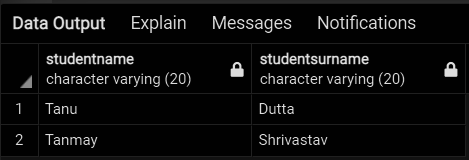 Data Output Explain Messages Notifications
studentname studentsurname
character varying (20) character varying (20)
1 Tanu Dutta
2 Tanmay Shrivastav